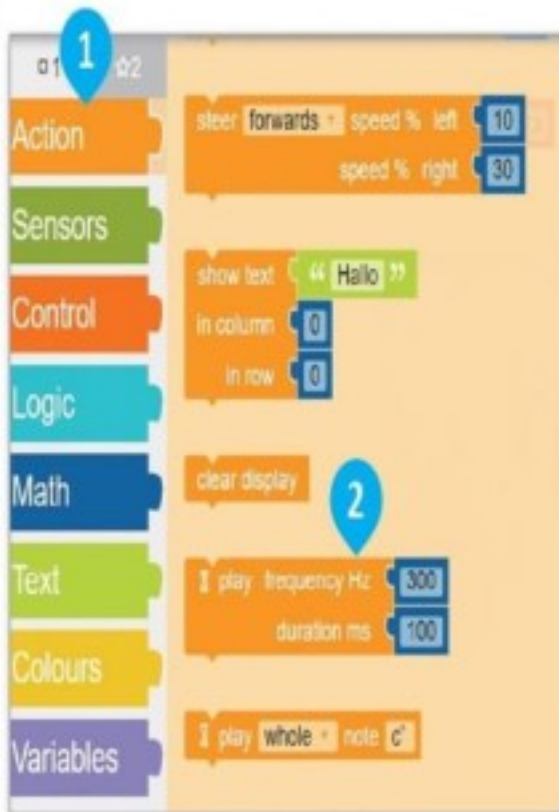 1
2
Action
Sensors
Control
Logic
Math
Text
Colours
Variables
steer forwards speed % left 10
speed % right 30
show text “ Hallo ”
in column 0
in row 0
clear display
2
play frequency Hz 300
duration ms 100
play whole note c'